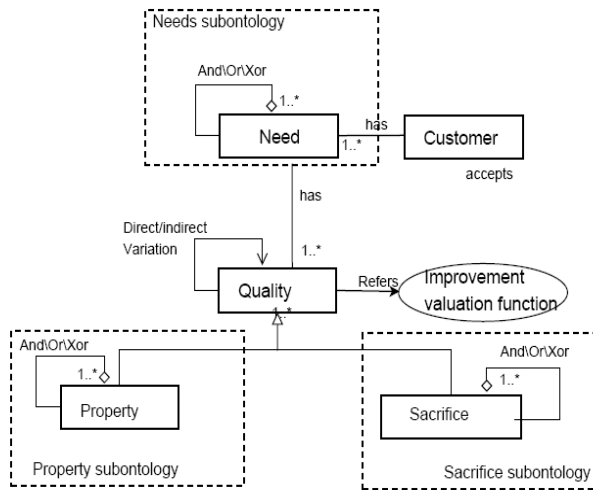 Needs subontology
And\Or\Xor
1..*
Need
has
1..*
Customer
accepts
has
Direct/indirect
Variation
1..*
Quality
Refers
Improvement
valuation function
1..*
And\Or\Xor
1..*
Property
Property subontology
And\Or\Xor
1..*
Sacrifice
Sacrifice subontology